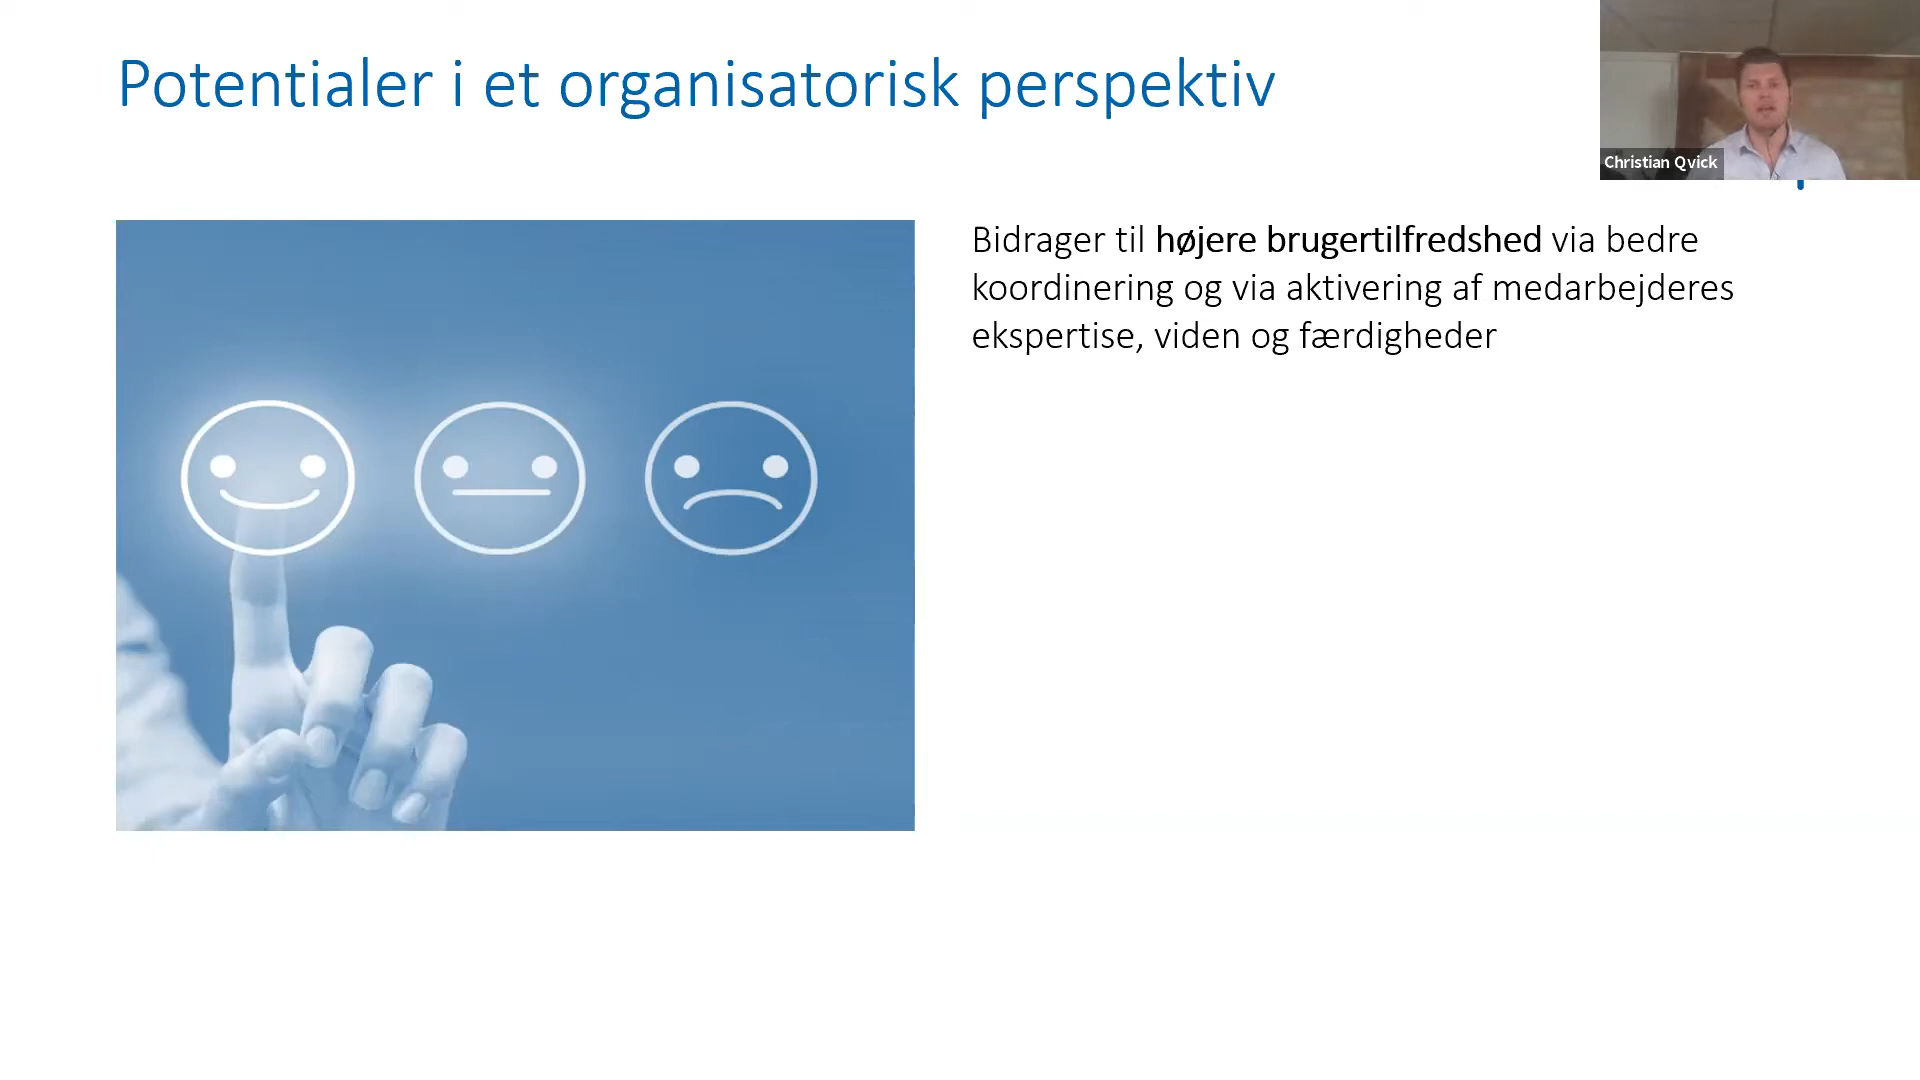 Potentialer i et organisatorisk perspektiv
Christian Qvick
Bidrager til højere brugertilfredshed via bedre
koordinering og via aktivering af medarbejderes
ekspertise, viden og færdigheder